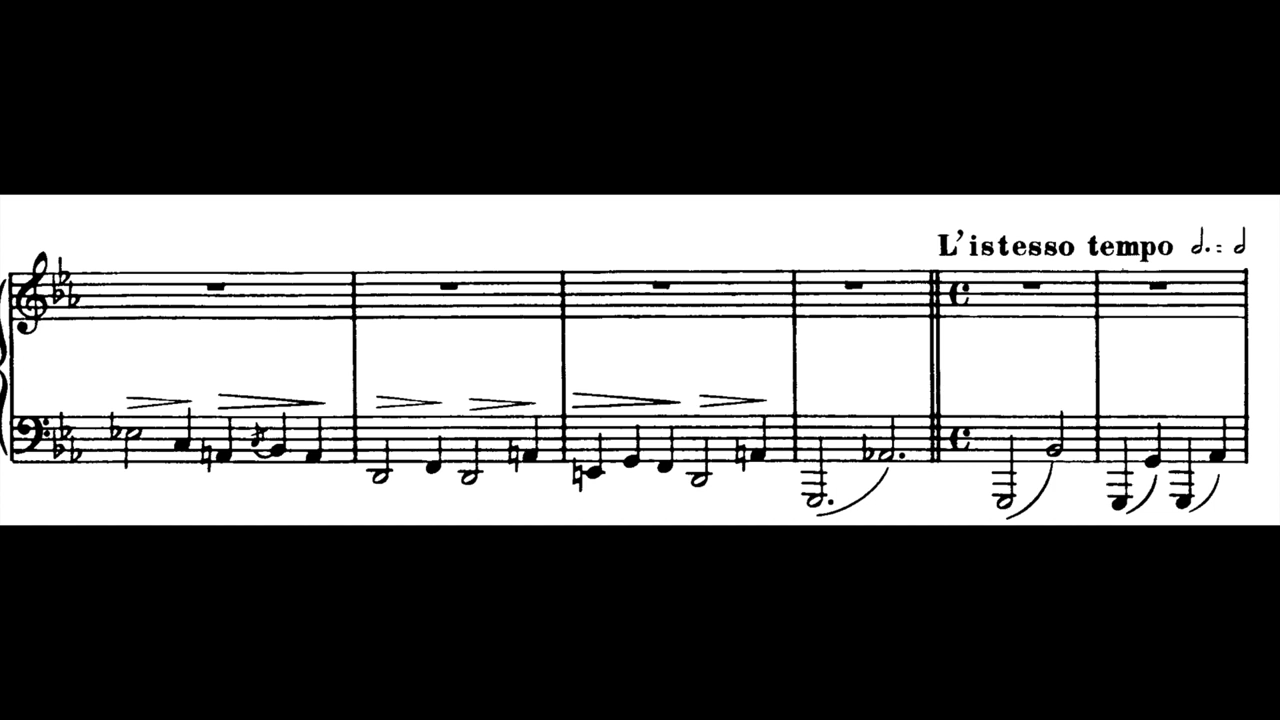 L'istesso tempo 𝅗𝅥. = 𝅗𝅥